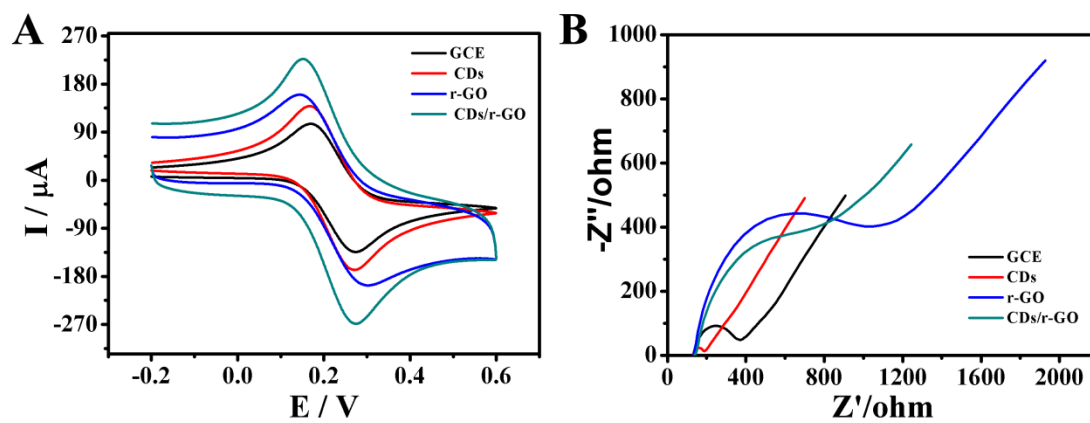 A
I / µA
270
180
90
0
-90
-180
-270
GCE
CDs
r-GO
CDs/r-GO
-0.2
0.0
0.2
0.4
0.6
E / V
B
-Z''/ohm
1000
800
600
400
200
0
GCE
CDs
r-GO
CDs/r-GO
0
400
800
1200
1600
2000
Z'/ohm